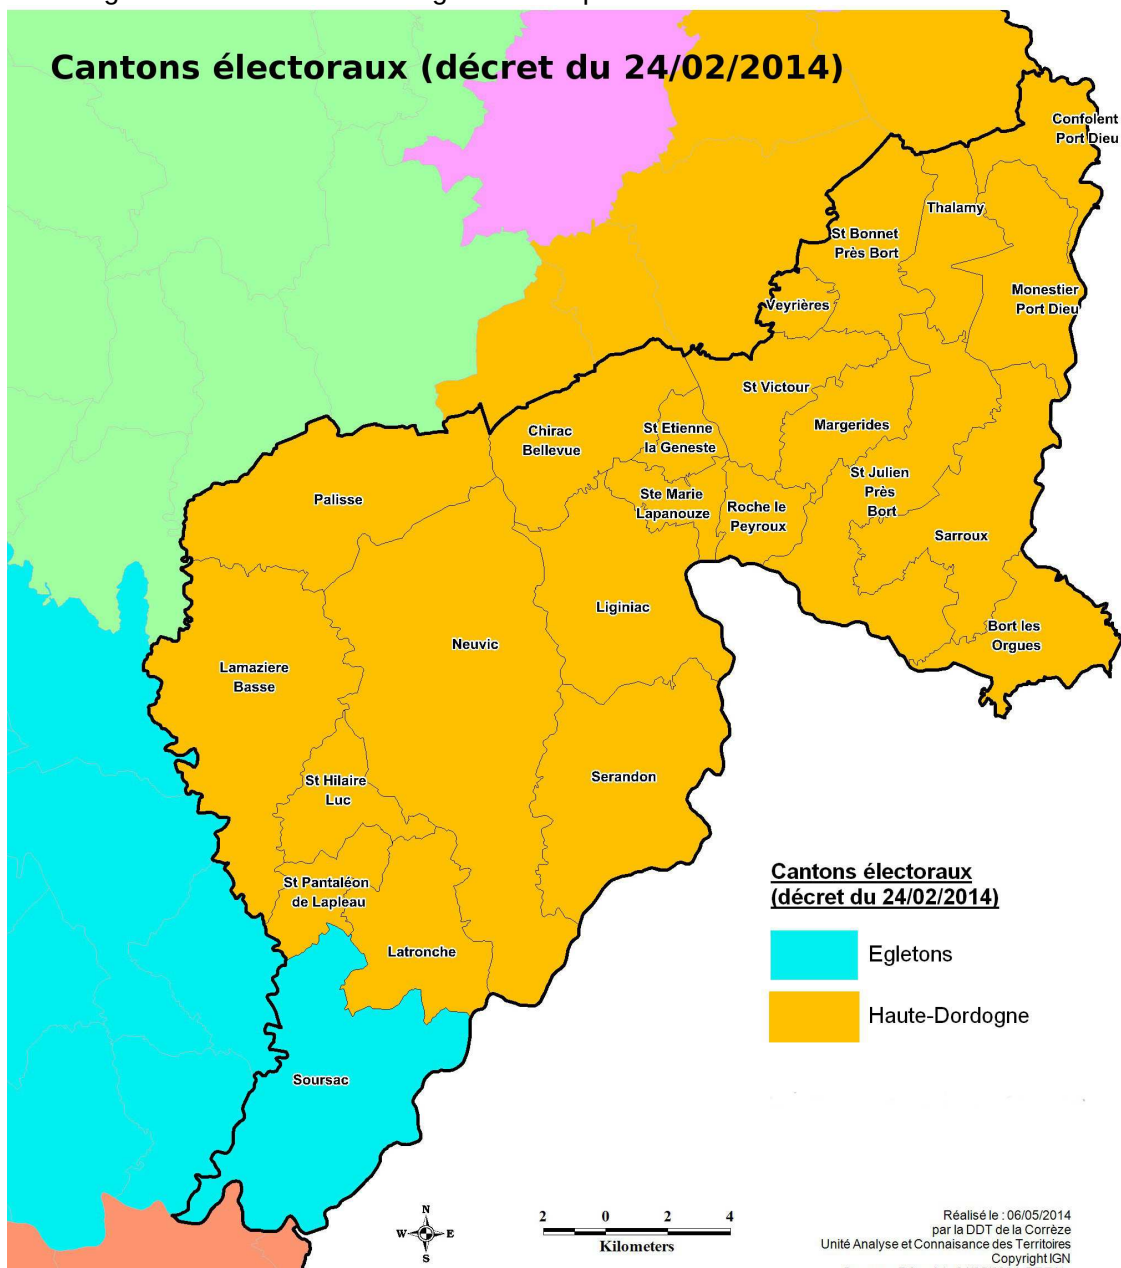 Cantons électoraux (décret du 24/02/2014)
Confolent
Port Dieu
Thalamy
St Bonnet
Près Bort
Monestier
Port Dieu
Veyrières
St Victour
Margerides
Chirac
Bellevue
St Etienne
la Geneste
St Julien
Près
Bort
Palisse
Ste Marie
Lapanouze
Roche le
Peyroux
Sarroux
Liginiac
Bort les
Orgues
Neuvic
Lamaziere
Basse
Serandon
St Hilaire
Luc
St Pantaléon
de Lapleau
Latronche
Soursac
Cantons électoraux
(décret du 24/02/2014)
Egletons
Haute-Dordogne
N
W
E
S
2 0 2 4
Kilometers
Réalisé le : 06/05/2014
par la DDT de la Corrèze
Unité Analyse et Connaisance des Territoires
Copyright IGN